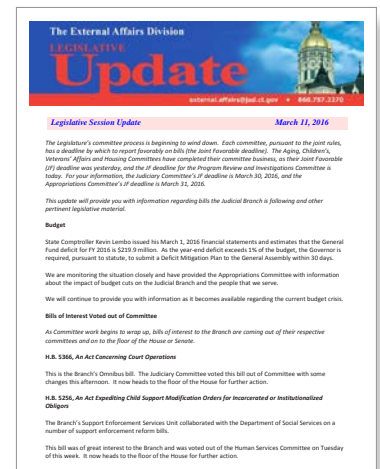 The External Affairs Division
LEGISLATIVE
Update
external.affairs@jud.ct.gov • 860.757.2270
Legislative Session Update March 11, 2016
The Legislature's committee process is beginning to wind down. Each committee, pursuant to the joint rules,
has a deadline by which to report favorably on bills (the Joint Favorable deadline). The Aging, Children's,
Veterans' Affairs and Housing Committees have completed their committee business, as their Joint Favorable
(JF) deadline was yesterday, and the JF deadline for the Program Review and Investigations Committee is
today. For your information, the Judiciary Committee's JF deadline is March 30, 2016, and the
Appropriations Committee's JF deadline is March 31, 2016.
This update will provide you with information regarding bills the Judicial Branch is following and other
pertinent legislative material.
Budget
State Comptroller Kevin Lembo issued his March 1, 2016 financial statements and estimates that the General
Fund deficit for FY 2016 is $219.9 million. As the year-end deficit exceeds 1% of the budget, the Governor is
required, pursuant to statute, to submit a Deficit Mitigation Plan to the General Assembly within 30 days.
We are monitoring the situation closely and have provided the Appropriations Committee with information
about the impact of budget cuts on the Judicial Branch and the people that we serve.
We will continue to provide you with information as it becomes available regarding the current budget crisis.
Bills of Interest Voted out of Committee
As Committee work begins to wrap up, bills of interest to the Branch are coming out of their respective
committees and on to the floor of the House or Senate.
H.B. 5366, An Act Concerning Court Operations
This is the Branch's Omnibus bill. The Judiciary Committee voted this bill out of Committee with some
changes this afternoon. It now heads to the floor of the House for further action.
H.B. 5256, An Act Expediting Child Support Modification Orders for Incarcerated or Institutionalized
Obligors
The Branch's Support Enforcement Services Unit collaborated with the Department of Social Services on a
number of support enforcement reform bills.
This bill was of great interest to the Branch and was voted out of the Human Services Committee on Tuesday
of this week. It now heads to the floor of the House for further action.